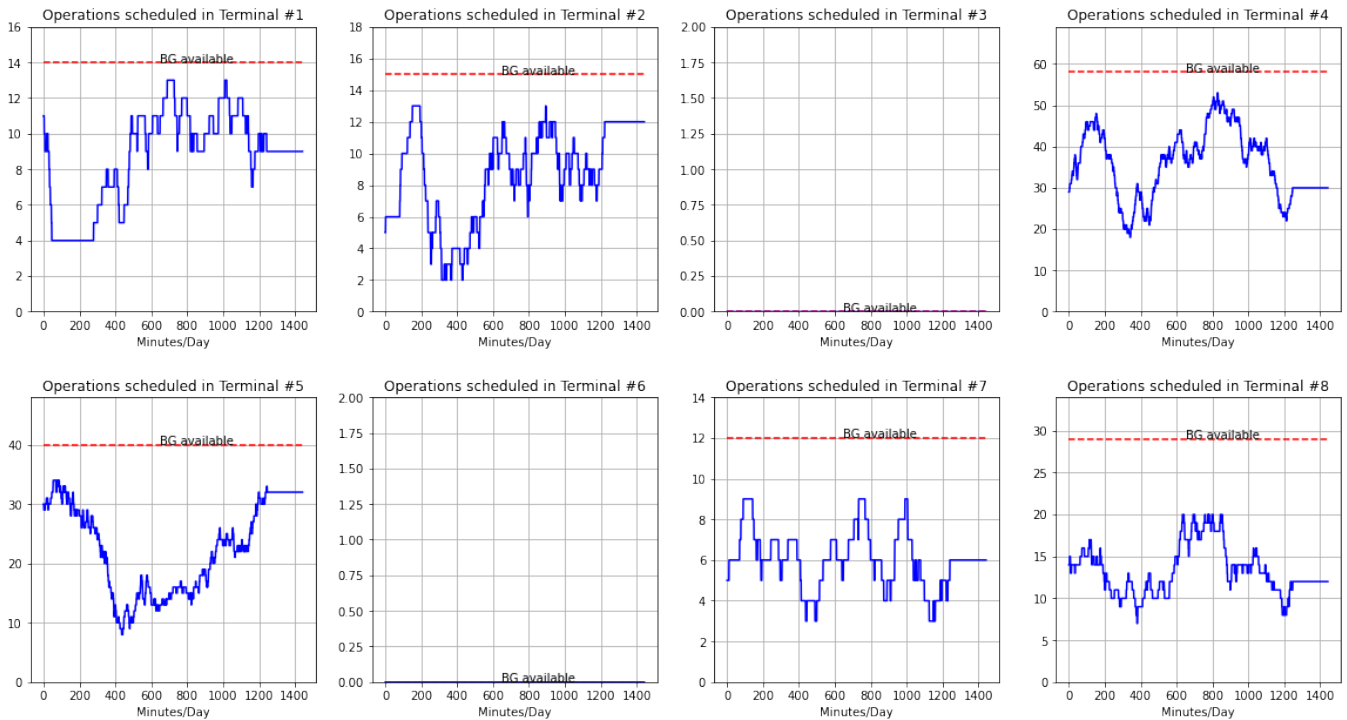 Operations scheduled in Terminal #1
16
14
12
10
8
6
4
2
0
BG available
0 200 400 600 800 1000 1200 1400
Minutes/Day
Operations scheduled in Terminal #2
18
16
14
12
10
8
6
4
2
0
BG available
0 200 400 600 800 1000 1200 1400
Minutes/Day
Operations scheduled in Terminal #3
2.00
1.75
1.50
1.25
1.00
0.75
0.50
0.25
0.00
BG available
0 200 400 600 800 1000 1200 1400
Minutes/Day
Operations scheduled in Terminal #4
60
50
40
30
20
10
0
BG available
0 200 400 600 800 1000 1200 1400
Minutes/Day
Operations scheduled in Terminal #5
40
30
20
10
0
BG available
0 200 400 600 800 1000 1200 1400
Minutes/Day
Operations scheduled in Terminal #6
2.00
1.75
1.50
1.25
1.00
0.75
0.50
0.25
0.00
BG available
0 200 400 600 800 1000 1200 1400
Minutes/Day
Operations scheduled in Terminal #7
14
12
10
8
6
4
2
0
BG available
0 200 400 600 800 1000 1200 1400
Minutes/Day
Operations scheduled in Terminal #8
30
25
20
15
10
5
0
BG available
0 200 400 600 800 1000 1200 1400
Minutes/Day